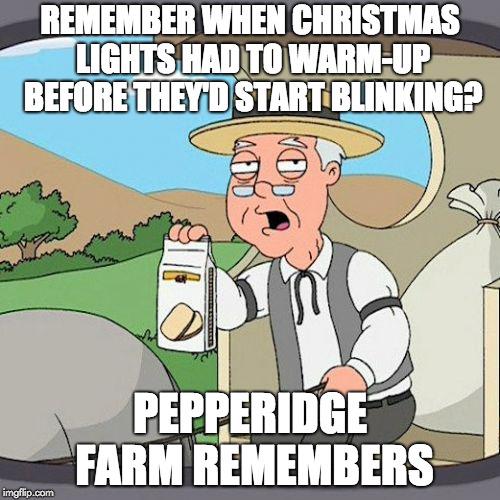 REMEMBER WHEN CHRISTMAS
LIGHTS HAD TO WARM-UP
BEFORE THEY'D START BLINKING?
PEPPERIDGE
FARM REMEMBERS
imgflip.com